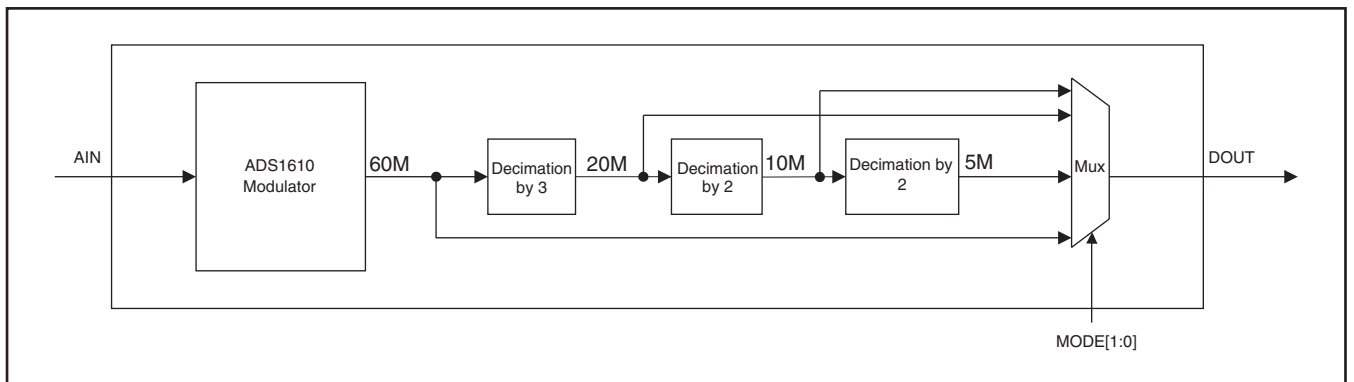 AIN
ADS1610
Modulator
60M
Decimation
by 3
20M
Decimation
by 2
10M
Decimation by
2
5M
Mux
DOUT
MODE[1:0]